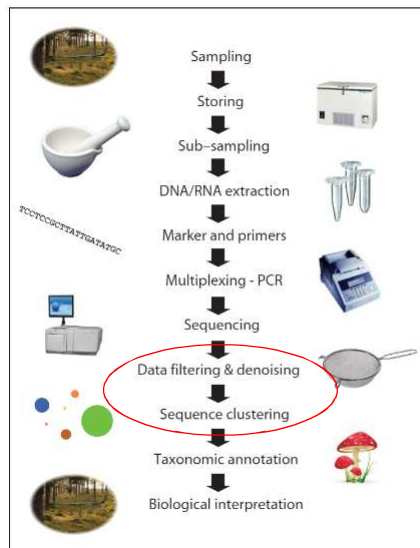 Sampling
Storing
Sub-sampling
DNA/RNA extraction
TCCTCCGCTTATTGATATGC
Marker and primers
Multiplexing - PCR
Sequencing
Data filtering & denoising
Sequence clustering
Taxonomic annotation
Biological interpretation